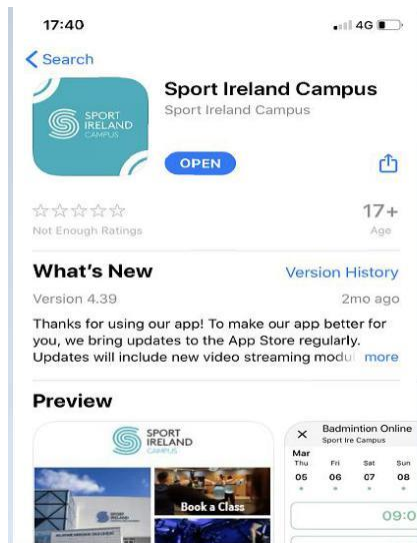 17:40
4G
Search
SPORT
IRELAND
CAMPUS
Sport Ireland Campus
Sport Ireland Campus
OPEN
Not Enough Ratings
17+
Age
What's New
Version History
Version 4.39
2mo ago
Thanks for using our app! To make our app better for
you, we bring updates to the App Store regularly.
Updates will include new video streaming modul more
Preview
SPORT
IRELAND
CAMPUS
Book a Class
Badmintion Online
Sport Ire Campus
Mar
Thu Fri Sat Sun
05 06 07 08
09:0